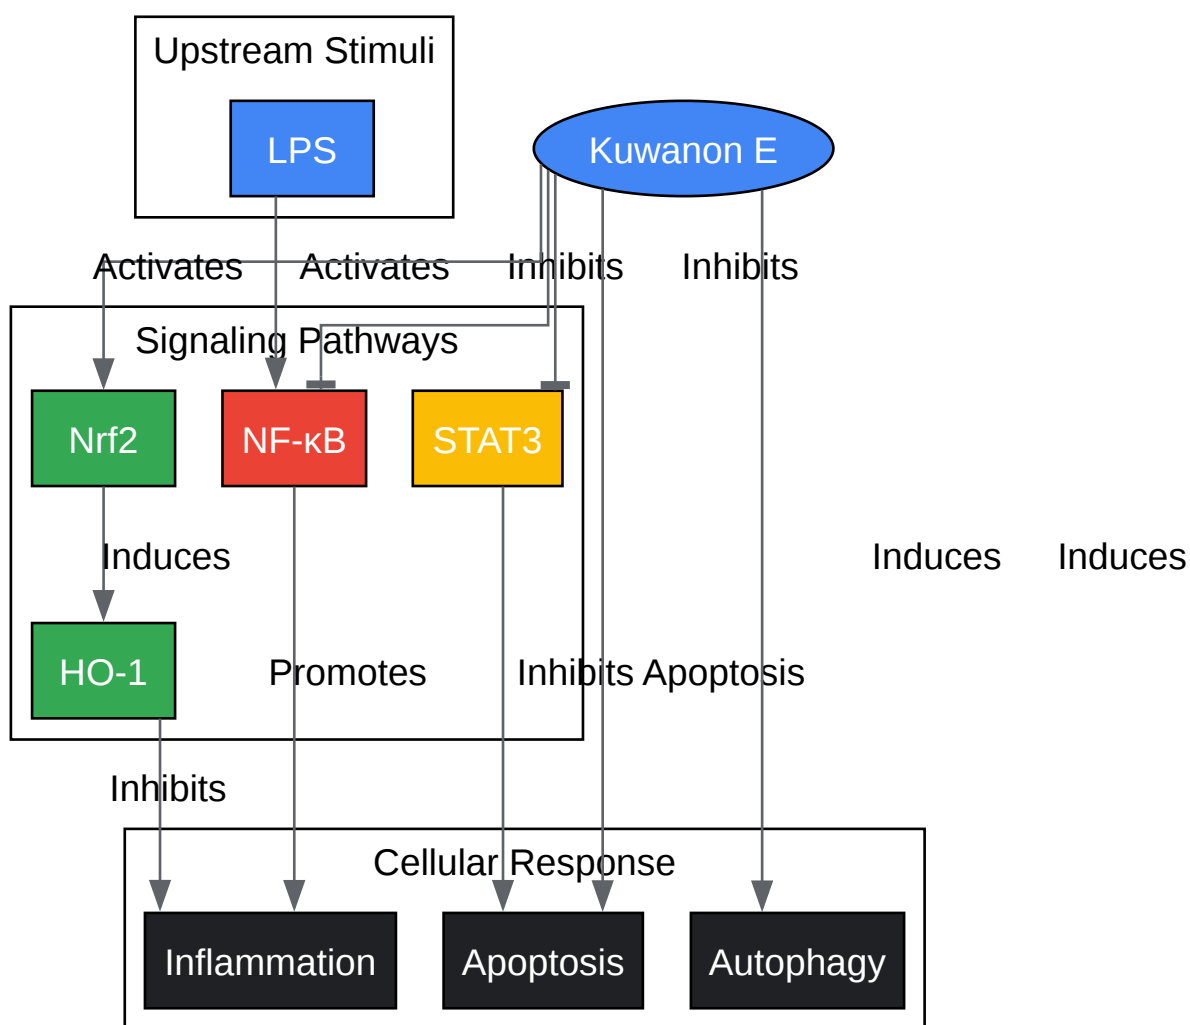 Upstream Stimuli
LPS
Kuwanon E
Activates
Activates
Inhibits
Inhibits
Signaling Pathways
Nrf2
NF-κB
STAT3
Induces
Induces
Induces
HO-1
Promotes
Inhibits Apoptosis
Inhibits
Cellular Response
Inflammation
Apoptosis
Autophagy